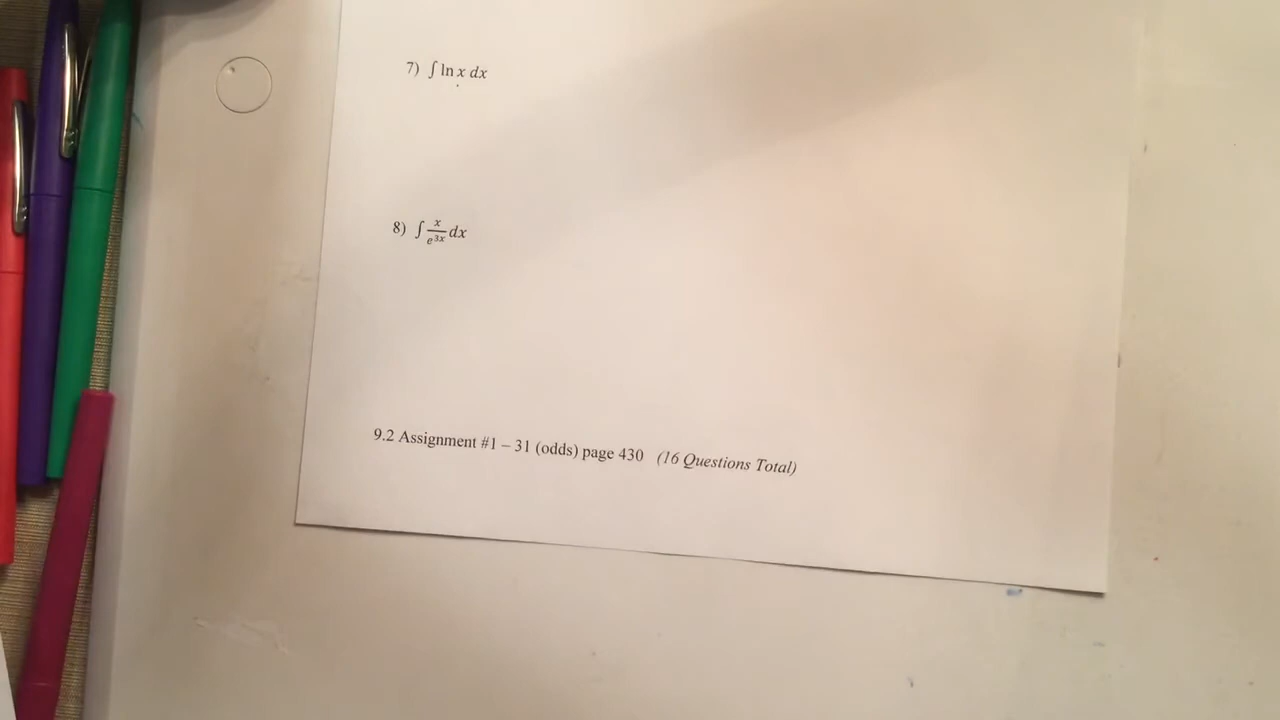 7) ∫ ln x dx
8) ∫ x/e^{3x} dx
9.2 Assignment #1 – 31 (odds) page 430 (16 Questions Total)